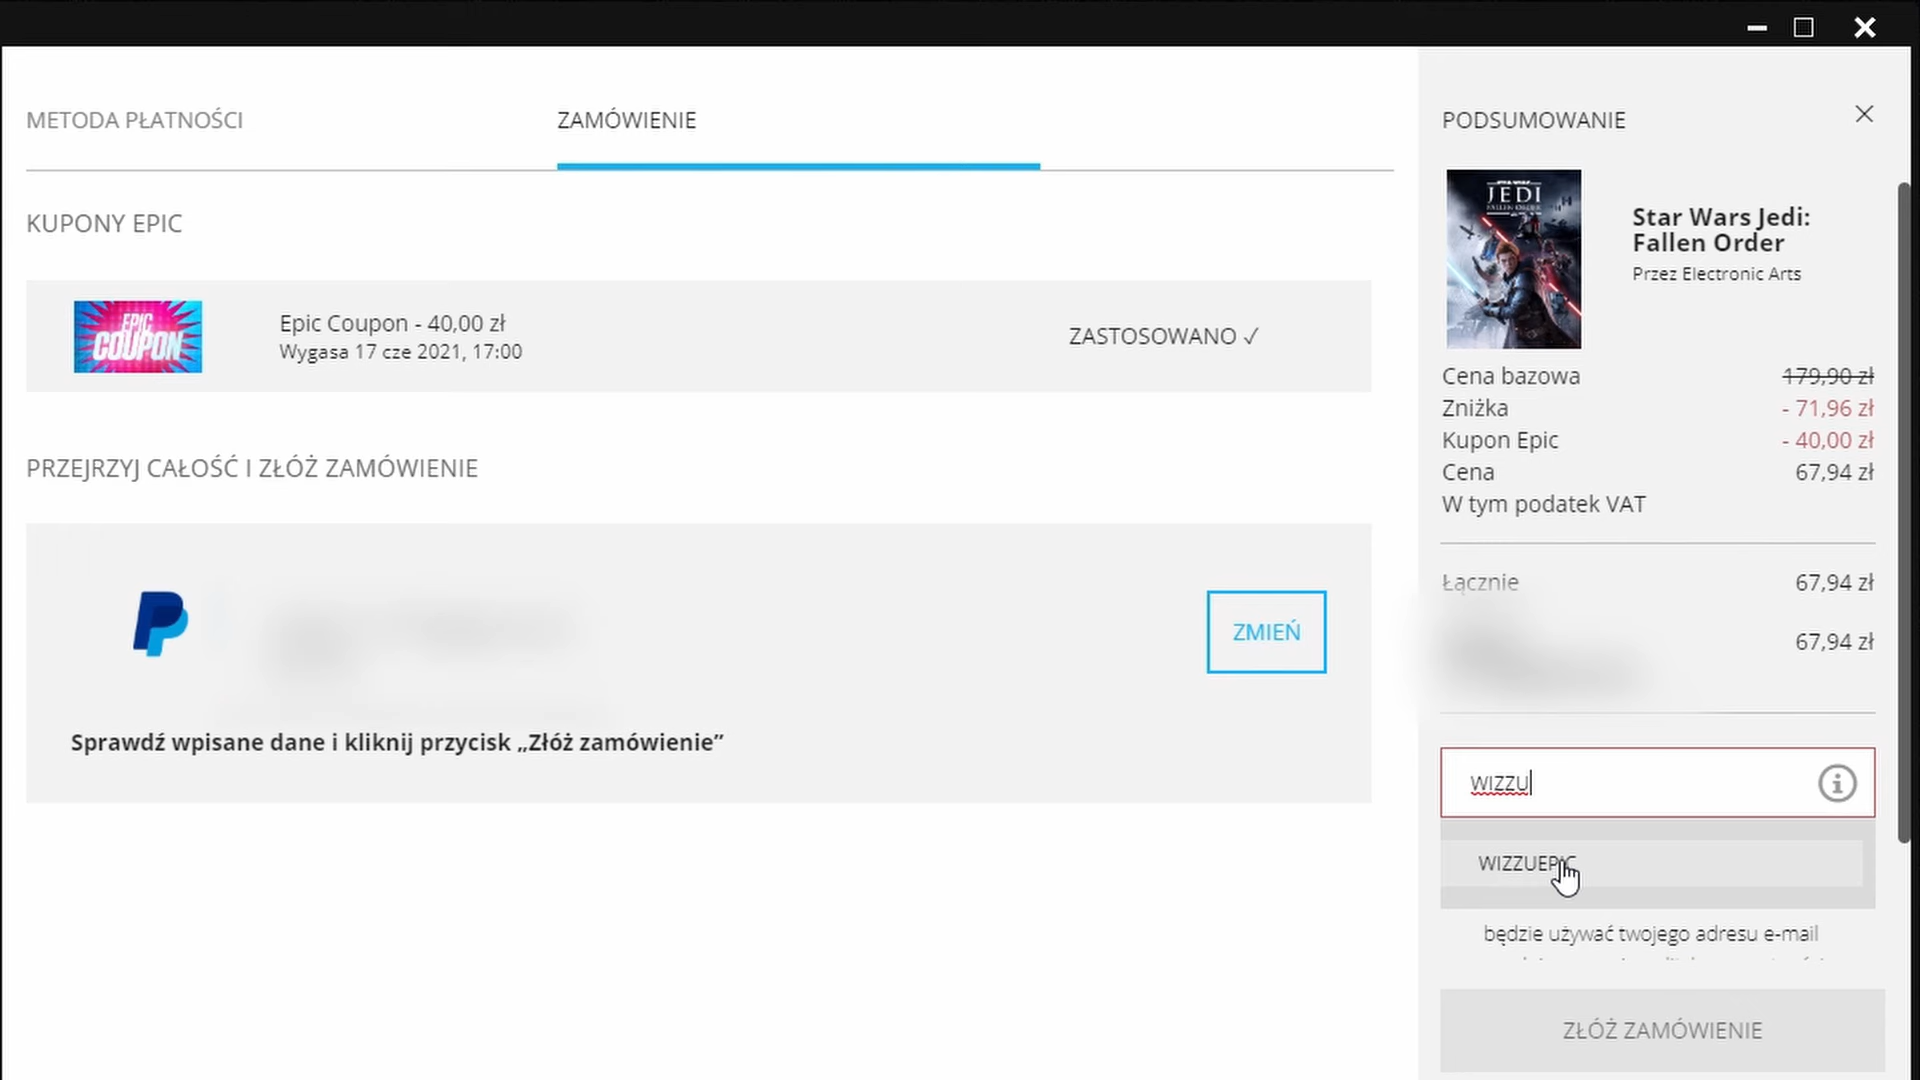 METODA PŁATNOŚCI
ZAMÓWIENIE
KUPONY EPIC
EPIC
COUPON
Epic Coupon - 40,00 zł
Wygasa 17 cze 2021, 17:00
ZASTOSOWANO ✓
PRZEJRZYJ CAŁOŚĆ I ZŁÓŻ ZAMÓWIENIE
ZMIEŃ
Sprawdź wpisane dane i kliknij przycisk „Złóż zamówienie”
PODSUMOWANIE
STAR WARS
JEDI
FALLEN ORDER
Star Wars Jedi:
Fallen Order
Przez Electronic Arts
Cena bazowa 179,90 zł
Zniżka - 71,96 zł
Kupon Epic - 40,00 zł
Cena 67,94 zł
W tym podatek VAT
Łącznie 67,94 zł
67,94 zł
WIZZU
WIZZUEPIC
będzie używać twojego adresu e-mail
ZŁÓŻ ZAMÓWIENIE